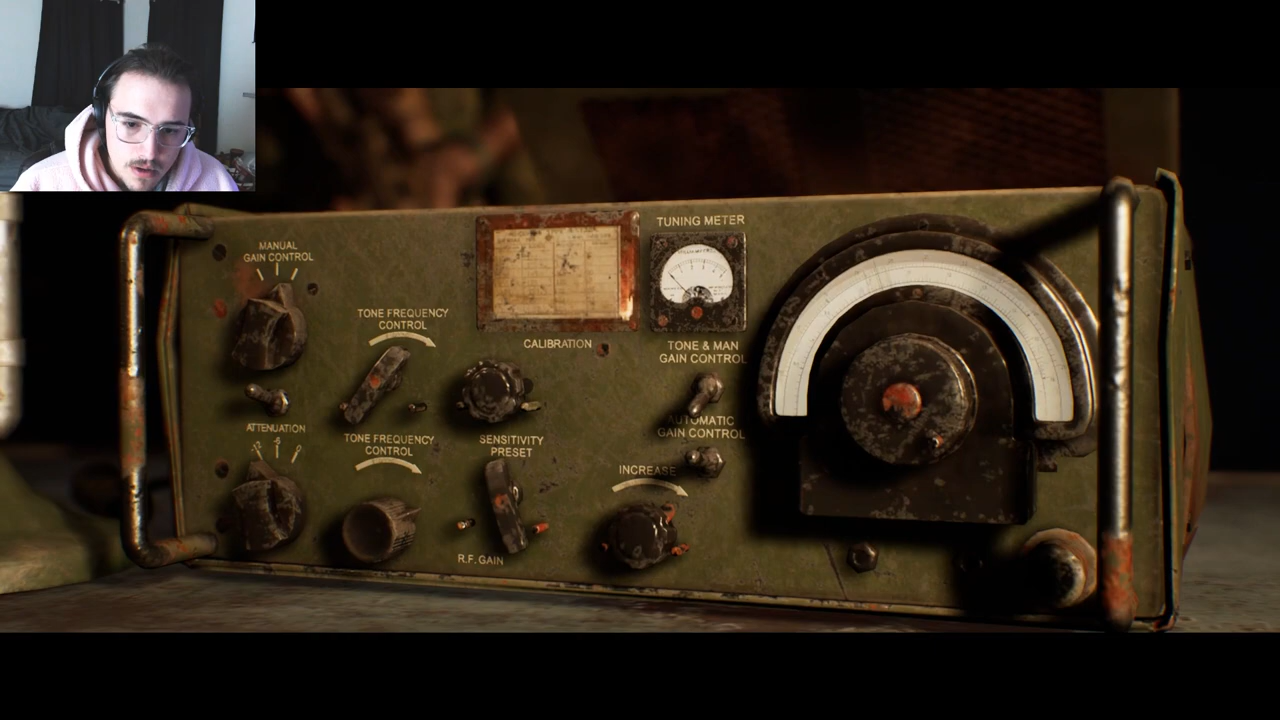 MANUAL
GAIN CONTROL
TUNING METER
TONE FREQUENCY
CONTROL
CALIBRATION
TONE & MAN
GAIN CONTROL
ATTENUATION
AUTOMATIC
GAIN CONTROL
TONE FREQUENCY
CONTROL
SENSITIVITY
PRESET
INCREASE
R.F. GAIN